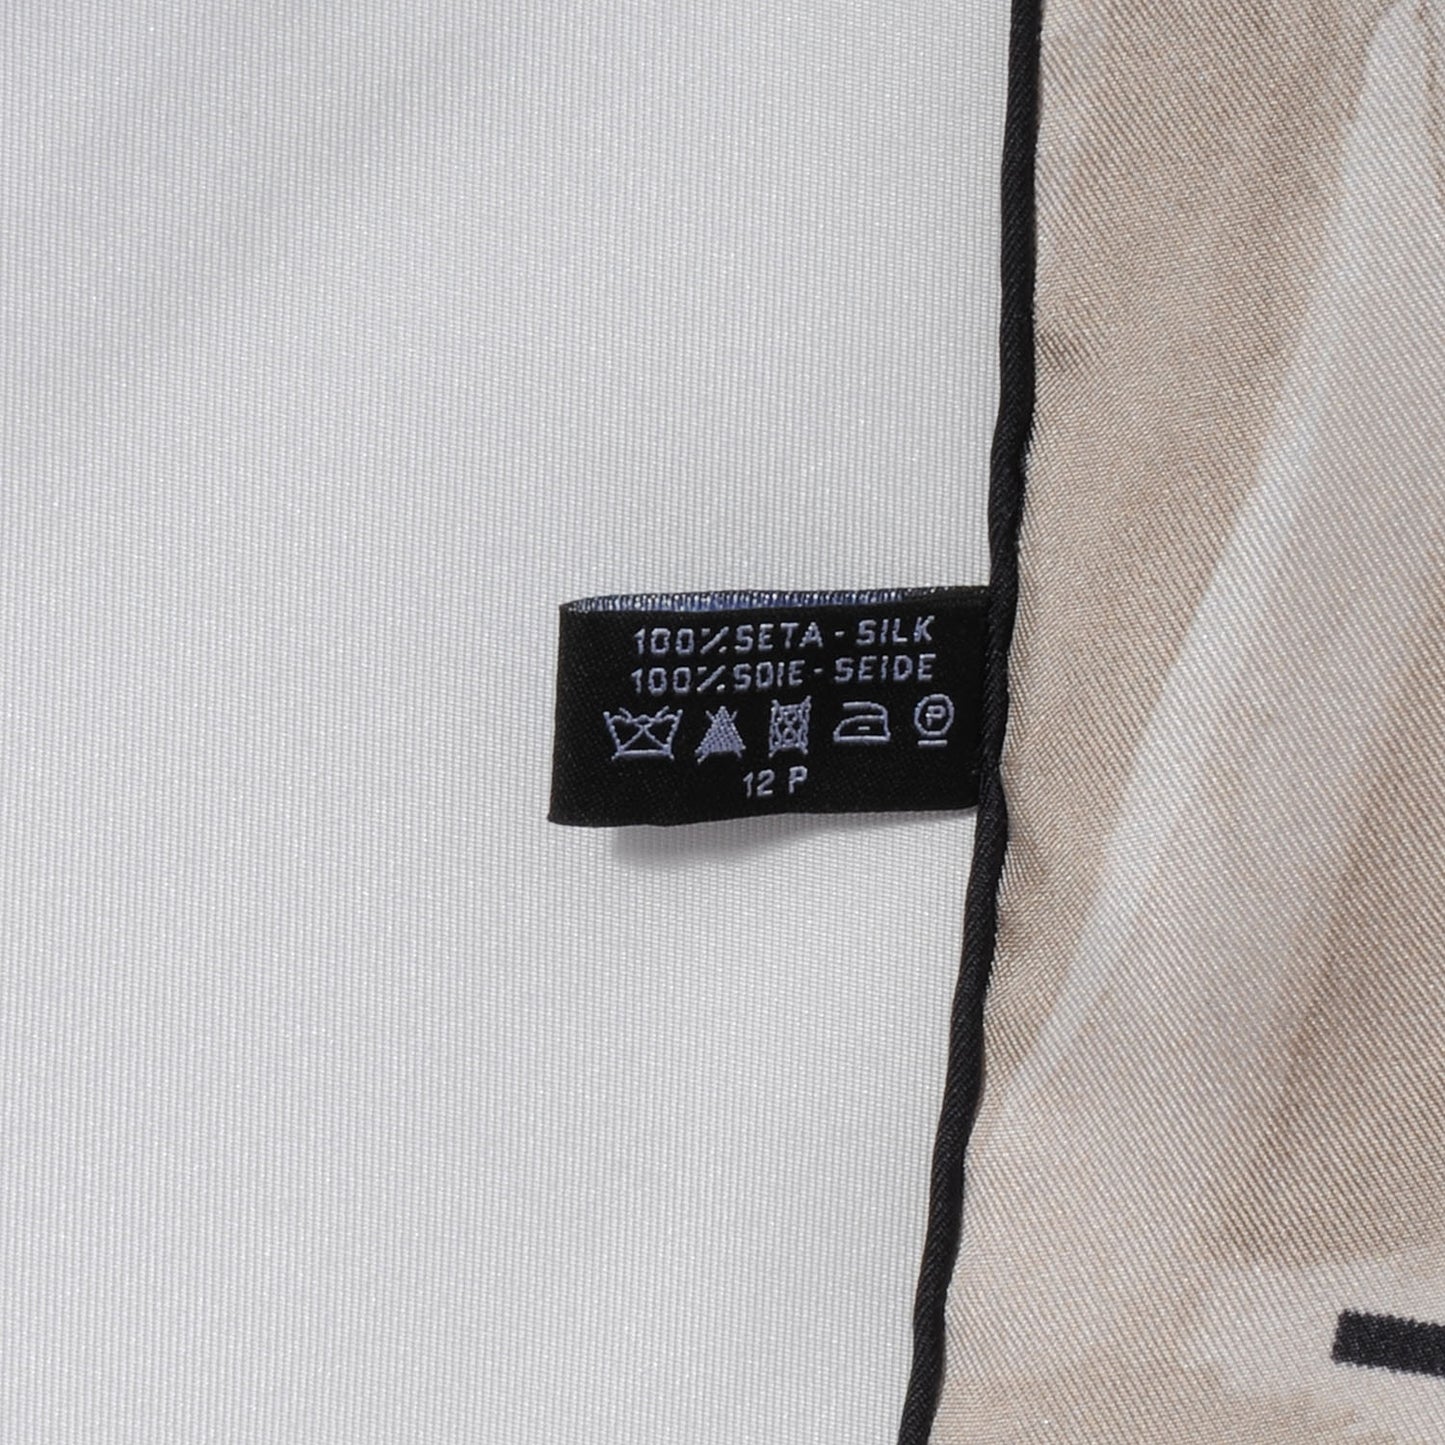 100% SETA - SILK
100% SOIE - SEIDE
P
12 P